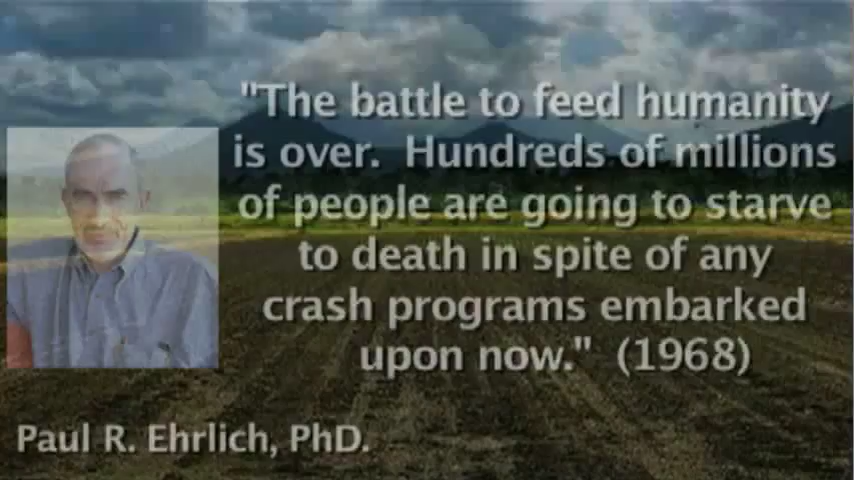 "The battle to feed humanity
is over.  Hundreds of millions
of people are going to starve
to death in spite of any
crash programs embarked
upon now."  (1968)
Paul R. Ehrlich, PhD.